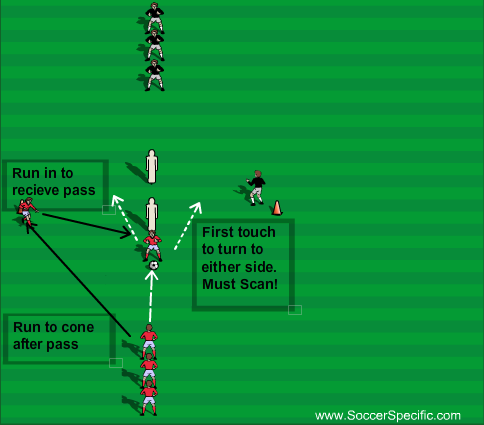 Run in to
recieve pass
First touch
to turn to
either side.
Must Scan!
Run to cone
after pass
www.SoccerSpecific.com